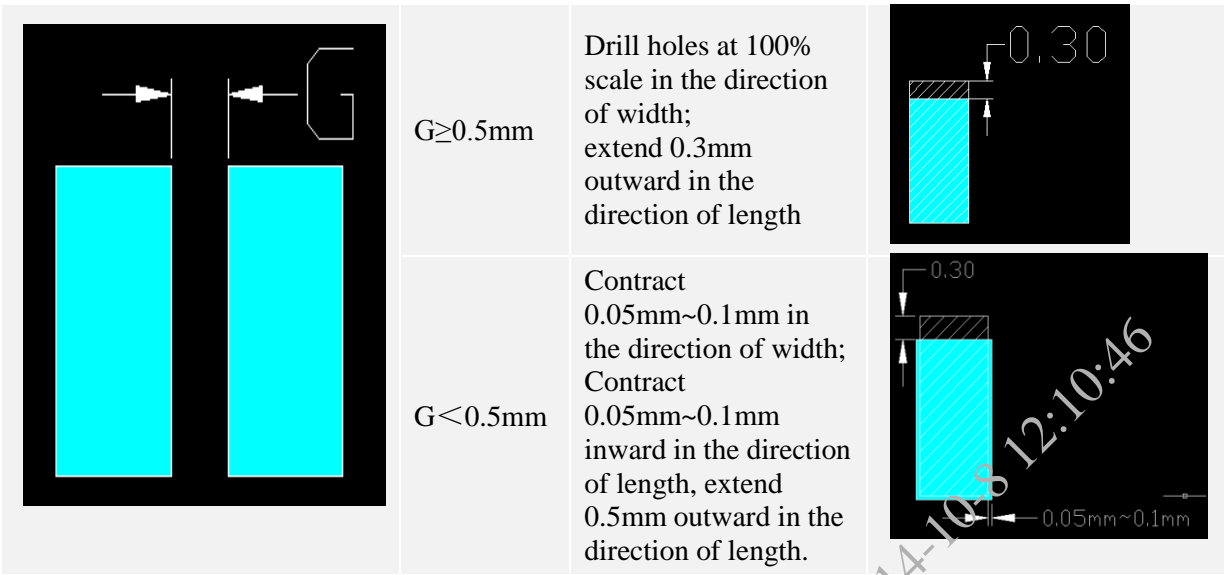 G
G≥0.5mm
Drill holes at 100%
scale in the direction
of width;
extend 0.3mm
outward in the
direction of length
0.30
G＜0.5mm
Contract
0.05mm~0.1mm in
the direction of width;
Contract
0.05mm~0.1mm
inward in the direction
of length, extend
0.5mm outward in the
direction of length.
0.30
0.05mm~0.1mm
14-10-8 12:10:46